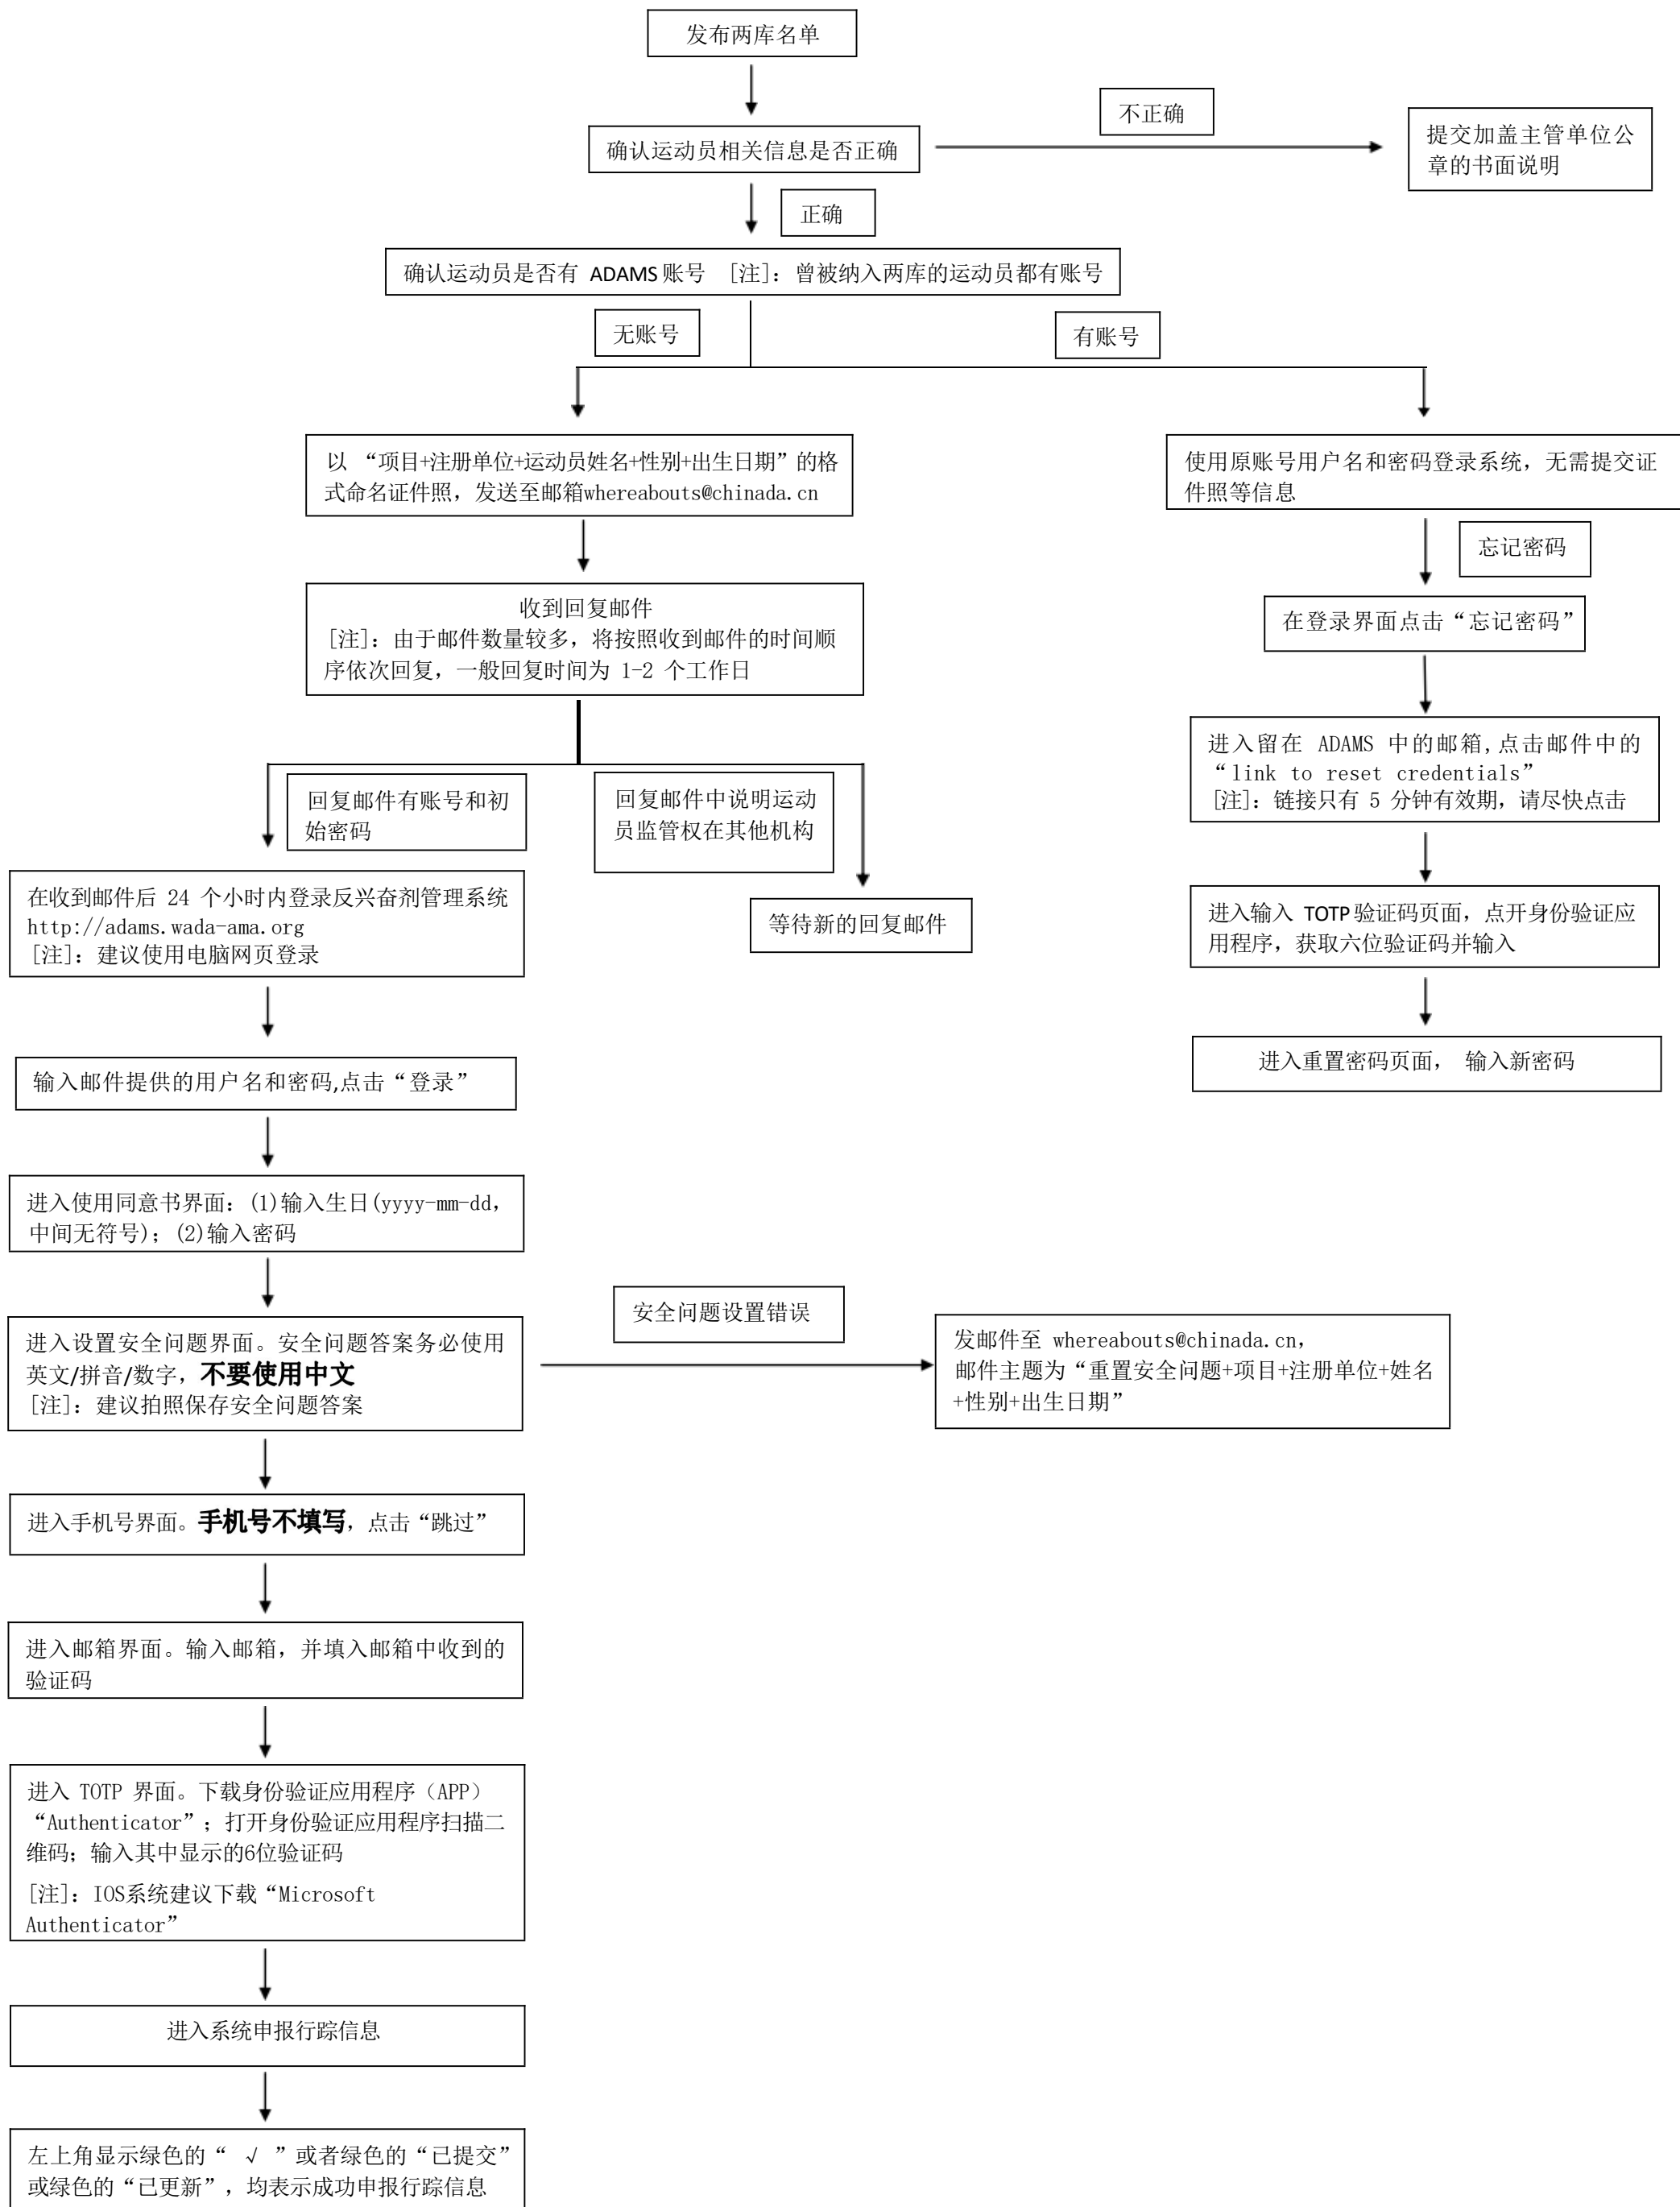 发布两库名单
不正确
确认运动员相关信息是否正确
提交加盖主管单位公
章的书面说明
正确
确认运动员是否有 ADAMS 账号 [注]：曾被纳入两库的运动员都有账号
无账号
有账号
以 “项目+注册单位+运动员姓名+性别+出生日期”的格
式命名证件照，发送至邮箱whereabouts@chinada.cn
使用原账号用户名和密码登录系统，无需提交证
件照等信息
忘记密码
收到回复邮件
[注]：由于邮件数量较多，将按照收到邮件的时间顺
序依次回复，一般回复时间为 1-2 个工作日
在登录界面点击“忘记密码”
进入留在 ADAMS 中的邮箱,点击邮件中的
“link to reset credentials”
[注]：链接只有 5 分钟有效期，请尽快点击
回复邮件有账号和初
始密码
回复邮件中说明运动
员监管权在其他机构
在收到邮件后 24 个小时内登录反兴奋剂管理系统
http://adams.wada-ama.org
[注]：建议使用电脑网页登录
等待新的回复邮件
进入输入 TOTP 验证码页面，点开身份验证应
用程序，获取六位验证码并输入
进入重置密码页面， 输入新密码
输入邮件提供的用户名和密码,点击“登录”
进入使用同意书界面：(1)输入生日(yyyy-mm-dd，
中间无符号)；(2)输入密码
安全问题设置错误
进入设置安全问题界面。安全问题答案务必使用
英文/拼音/数字，不要使用中文
[注]：建议拍照保存安全问题答案
发邮件至 whereabouts@chinada.cn，
邮件主题为“重置安全问题+项目+注册单位+姓名
+性别+出生日期”
进入手机号界面。手机号不填写，点击“跳过”
进入邮箱界面。输入邮箱，并填入邮箱中收到的
验证码
进入 TOTP 界面。下载身份验证应用程序（APP）
“Authenticator”；打开身份验证应用程序扫描二
维码；输入其中显示的6位验证码
[注]：IOS系统建议下载“Microsoft
Authenticator”
进入系统申报行踪信息
左上角显示绿色的“ √ ”或者绿色的“已提交”
或绿色的“已更新”，均表示成功申报行踪信息